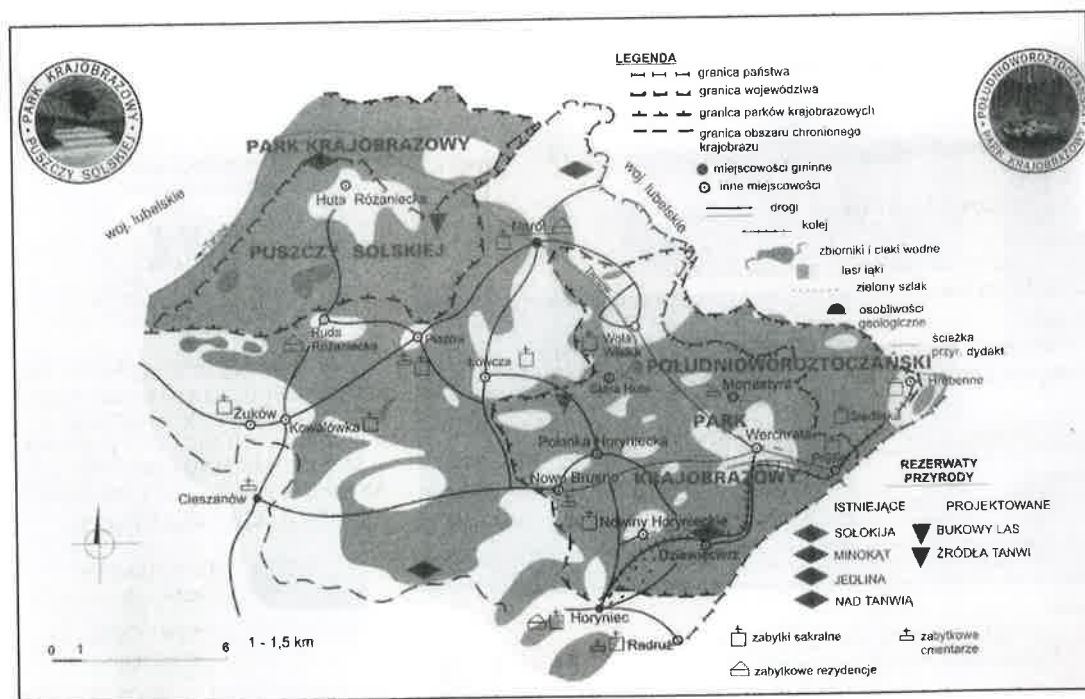 PARK KRAJOBRAZOWY
PUSZCZY SOLSKIEJ
POŁUDNIOWOROZTOCZAŃSKI
PARK KRAJOBRAZOWY
LEGENDA
granica państwa
granica województwa
granica parków krajobrazowych
granica obszaru chronionego
krajobrazu
miejscowości gminne
inne miejscowości
drogi
kolej
zbiorniki i cieki wodne
las/ łąki
zielony szlak
osobliwości
geologiczne
ścieżka
przyr. dydakt
woj. lubelskie
woj. lubelskie
PARK KRAJOBRAZOWY
Huta Różaniecka
PUSZCZY SOLSKIEJ
Narol
Ruda
Różaniecka
Płazów
Łówcza
Wola
Wielka
POŁUDNIOWOROZTOCZAŃSKI
Monastyrz
Hrebenne
Siedliska
PARK
Żuków
Kowalówka
Polanka Horyniecka
Werchrata
Nowe Brusno
KRAJOBRAZOWY
Cieszanów
Nowiny Horynieckie
Dziewięcierz
Horyniec
Radruż
REZERWATY
PRZYRODY
ISTNIEJĄCE PROJEKTOWANE
SOŁOKIJA BUKOWY LAS
MINOKĄT ŹRÓDŁA TANWI
JEDLINA
NAD TANWIĄ
0 1 6 1 - 1,5 km
zabytki sakralne zabytkowe
cmentarze
zabytkowe rezydencje